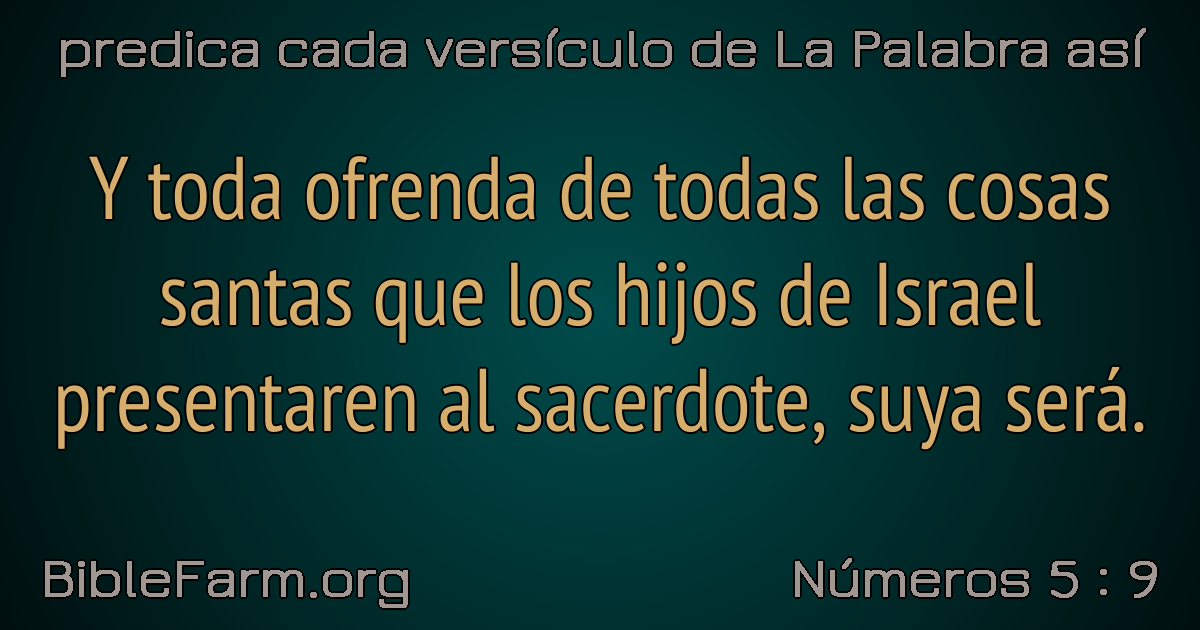 predica cada versículo de La Palabra así
Y toda ofrenda de todas las cosas
santas que los hijos de Israel
presentaren al sacerdote, suya será.
BibleFarm.org
Números 5 : 9